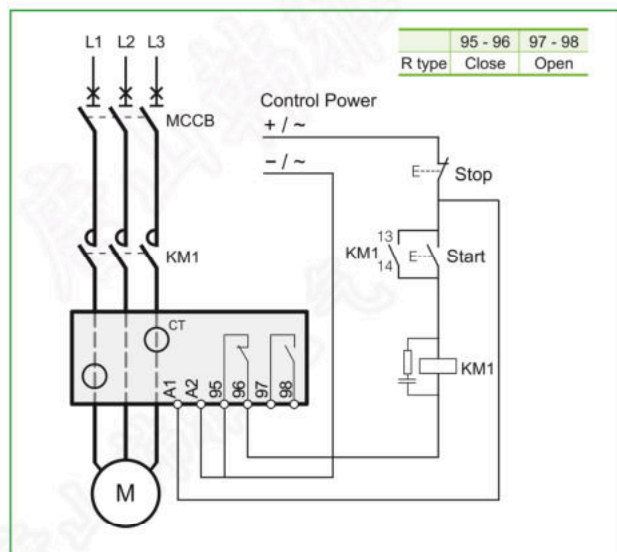 L1 L2 L3
95 - 96 97 - 98
R type Close Open
MCCB
Control Power
+ / ~
− / ~
E Stop
13
KM1 E Start
14
KM1
CT
KM1
A1 A2 95 96 97 98
M